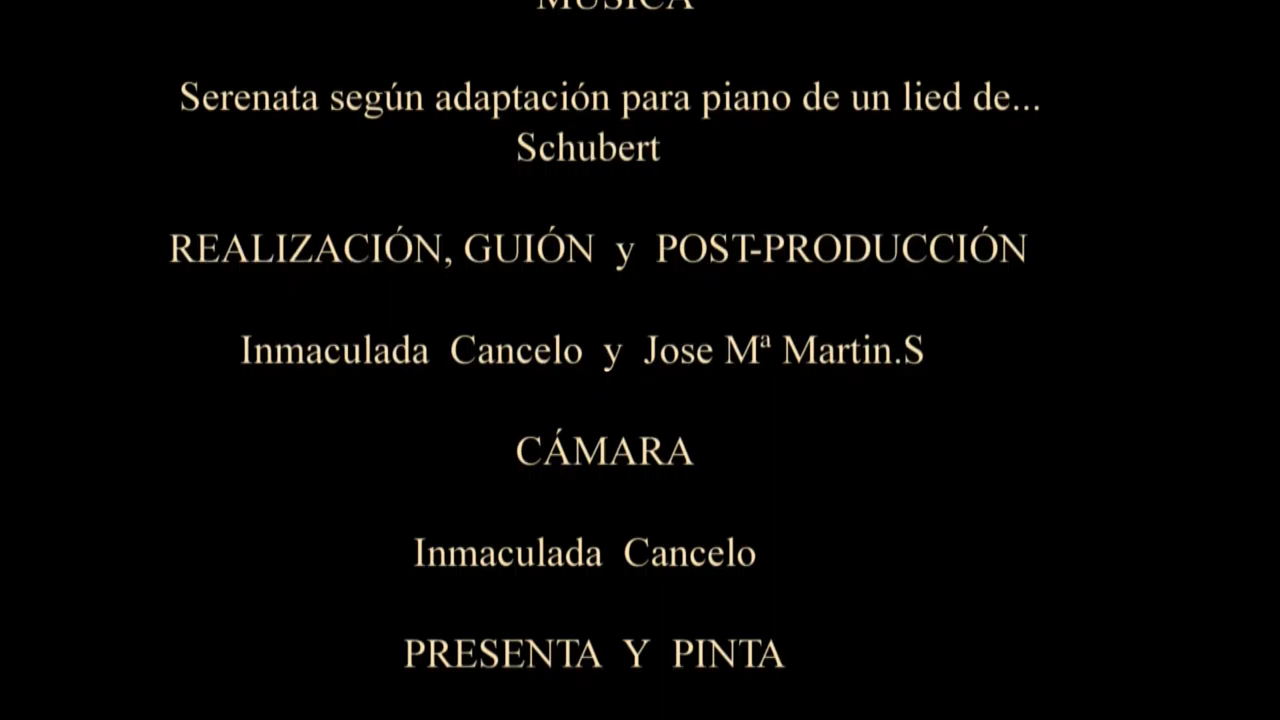 MÚSICA
Serenata según adaptación para piano de un lied de...
Schubert
REALIZACIÓN, GUIÓN y POST-PRODUCCIÓN
Inmaculada Cancelo y Jose Mª Martin.S
CÁMARA
Inmaculada Cancelo
PRESENTA Y PINTA